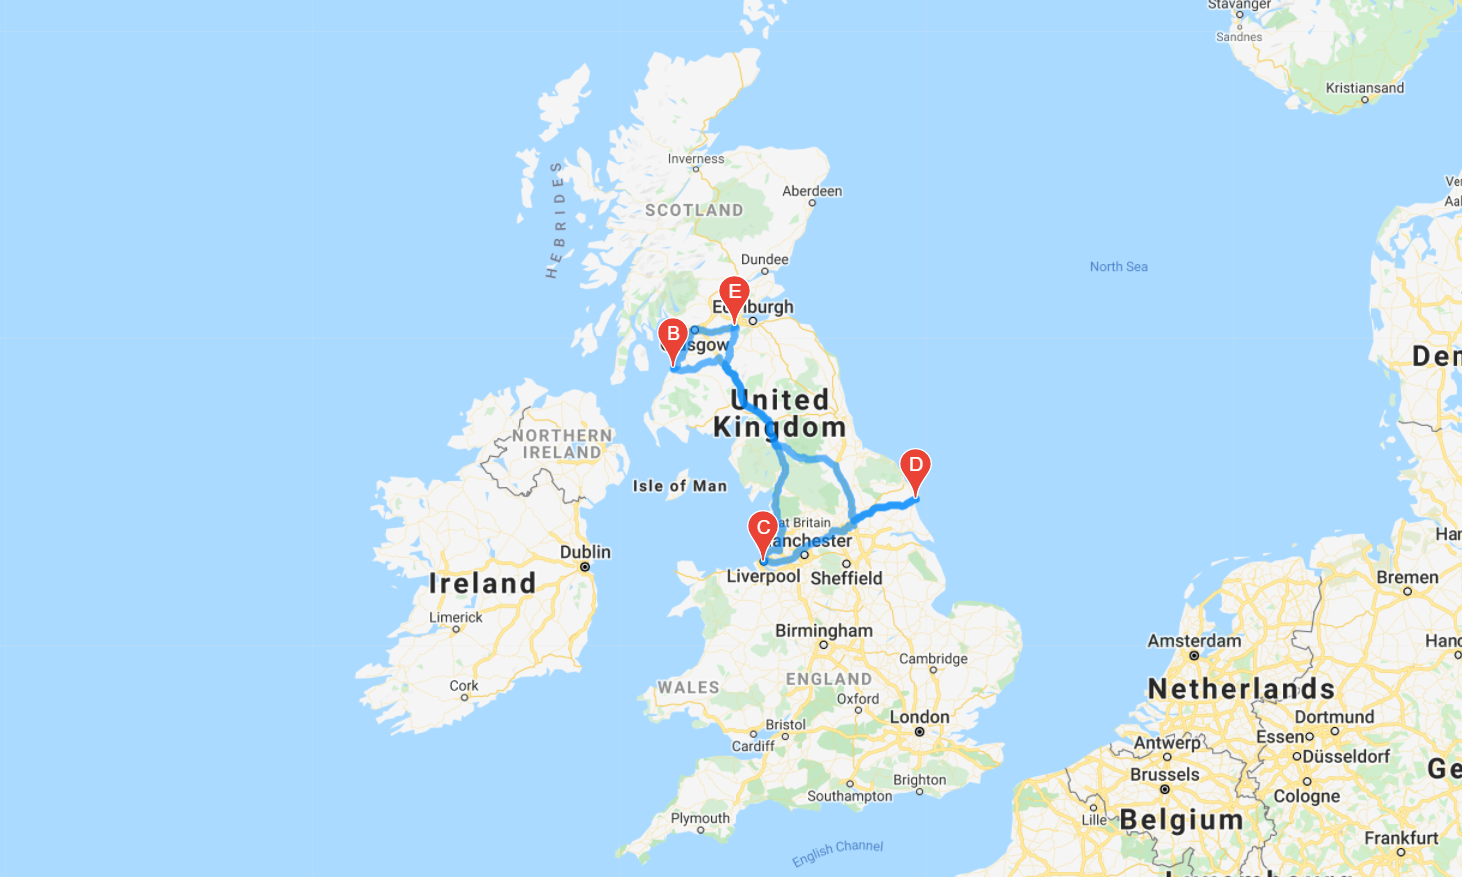 Stavanger
Sandnes
Kristiansand
Inverness
Aberdeen
SCOTLAND
HEBRIDES
Dundee
North Sea
E
burgh
B
sgow
United
Kingdom
NORTHERN
IRELAND
D
Isle of Man
C
at Britain
anchester
Dublin
Liverpool
Sheffield
Ireland
Limerick
Birmingham
Cambridge
Cork
WALES
ENGLAND
Oxford
London
Bristol
Cardiff
Brighton
Southampton
Plymouth
English Channel
Ver
Aal
Den
Har
Bremen
Amsterdam
Hanc
Netherlands
Dortmund
Essen
Antwerp
Düsseldorf
Brussels
Ge
Cologne
Lille
Belgium
Frankfurt